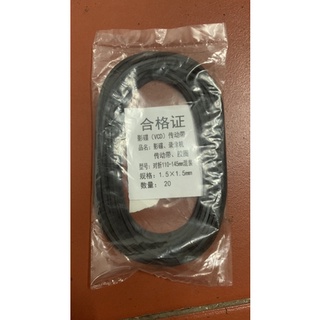 合格证
影碟（VCD）传动带
品名：影碟、录音机
传动带、扛圈
型号：对折110-145mm混装
规格：1.5×1.5mm
数量：20